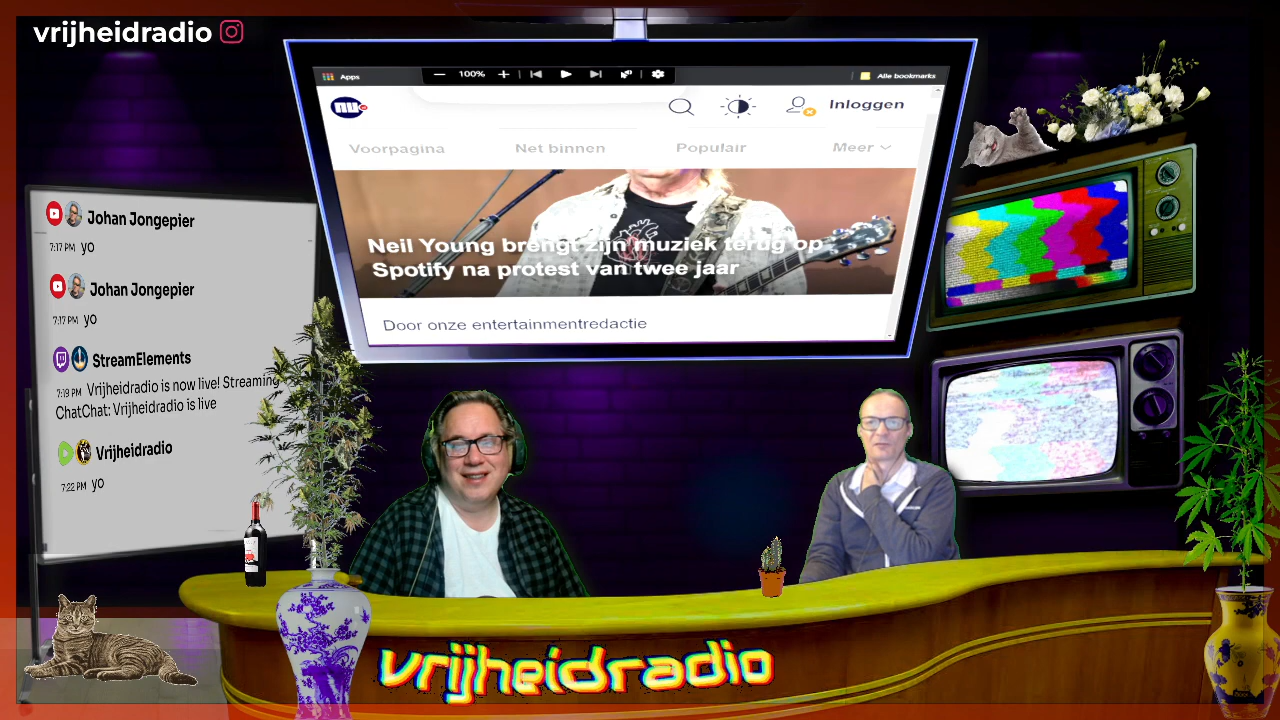 vrijheidradio
Apps
100%
Alle bookmarks
nu
Inloggen
Voorpagina
Net binnen
Populair
Meer
Neil Young brengt zijn muziek terug op
Spotify na protest van twee jaar
Door onze entertainmentredactie
Johan Jongepier
7:17 PM yo
Johan Jongepier
7:17 PM yo
StreamElements
7:19 PM Vrijheidradio is now live! Streaming
ChatChat: Vrijheidradio is live
Vrijheidradio
7:22 PM yo
vrijheidradio